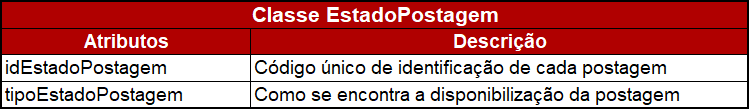 Classe EstadoPostagem
Atributos Descrição
idEstadoPostagem Código único de identificação de cada postagem
tipoEstadoPostagem Como se encontra a disponibilização da postagem